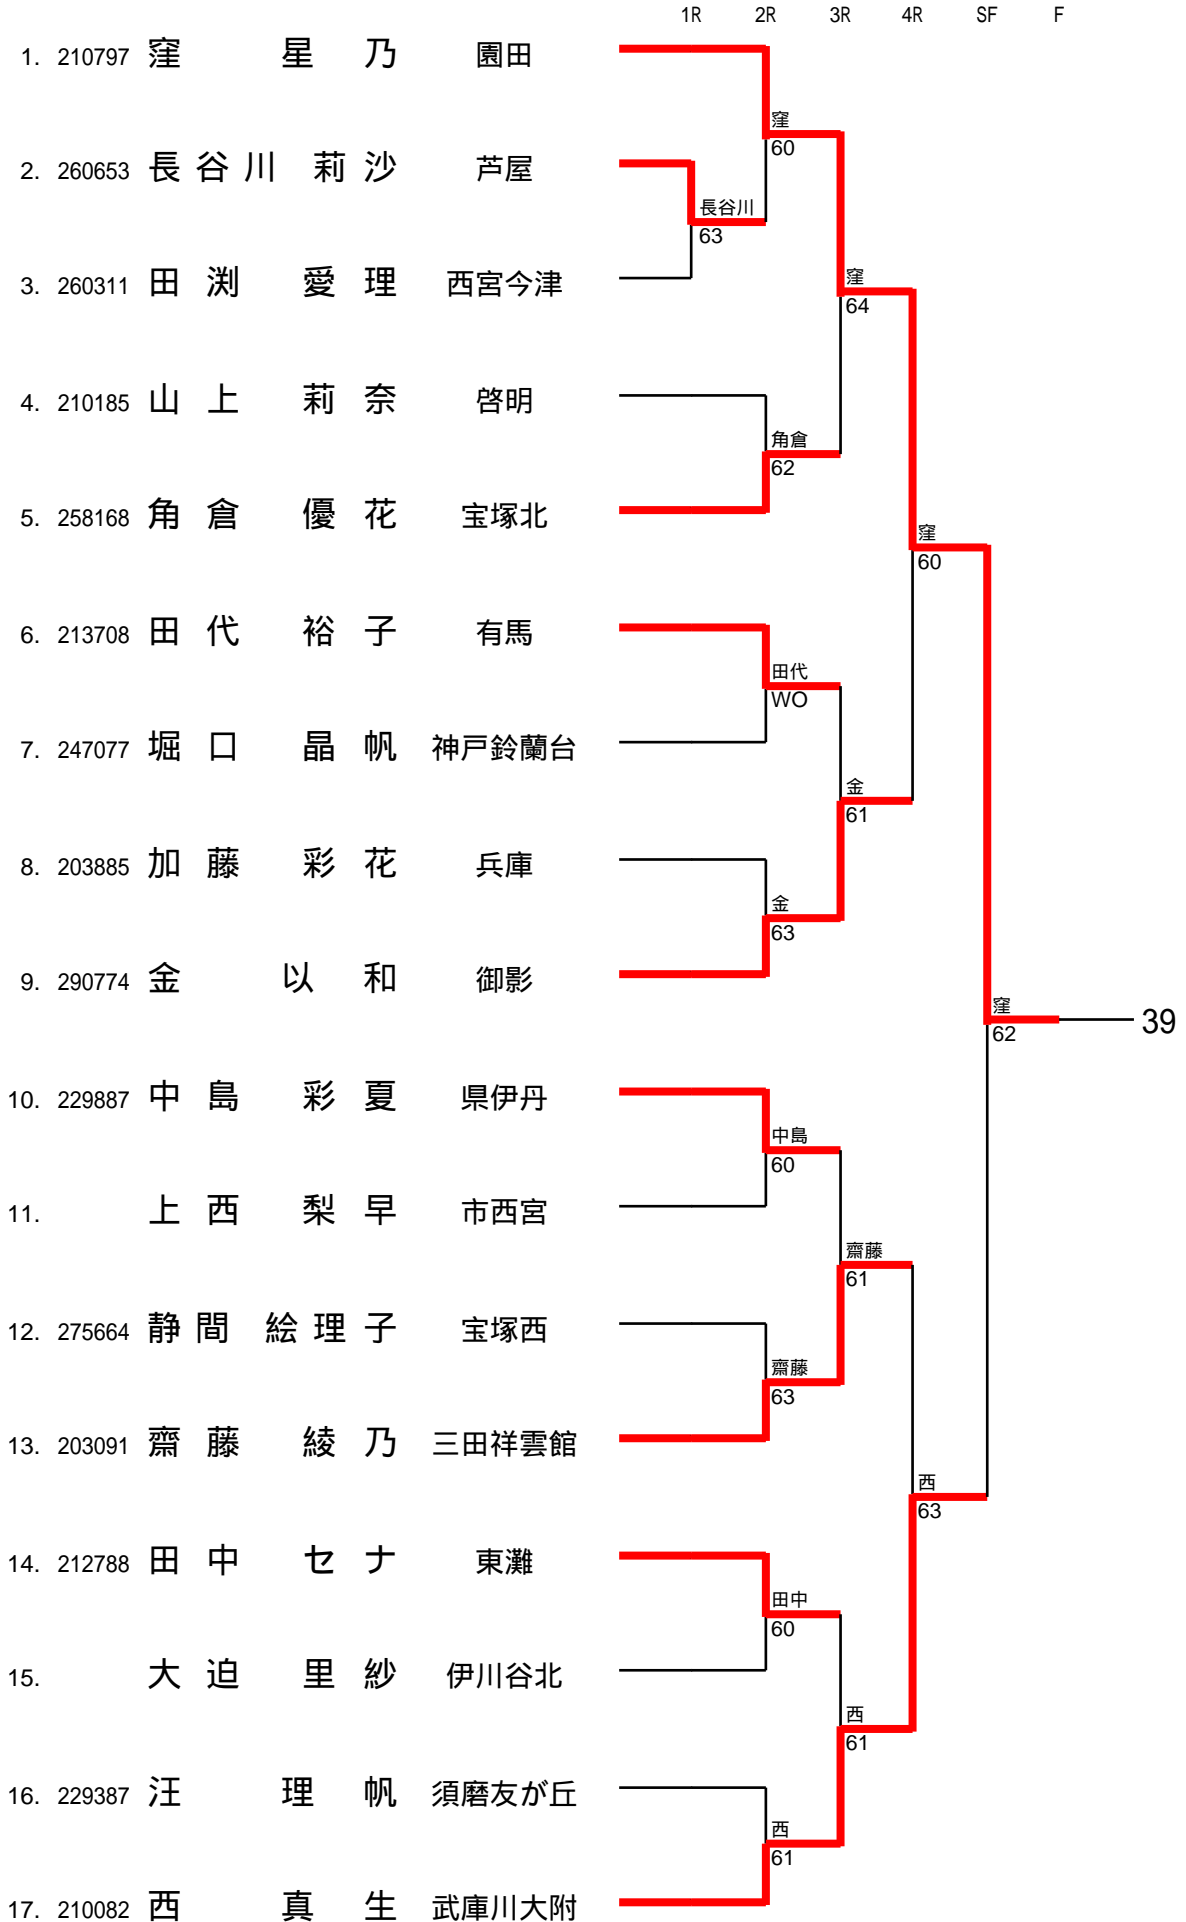 1R 2R 3R 4R SF F
1. 210797 窪 星乃 園田
窪
60
2. 260653 長谷川 莉沙 芦屋
長谷川
63
3. 260311 田渕 愛理 西宮今津
窪
64
4. 210185 山上 莉奈 啓明
角倉
62
5. 258168 角倉 優花 宝塚北
窪
60
6. 213708 田代 裕子 有馬
田代
WO
7. 247077 堀口 晶帆 神戸鈴蘭台
金
61
8. 203885 加藤 彩花 兵庫
金
63
9. 290774 金 以和 御影
窪
62
39
10. 229887 中島 彩夏 県伊丹
中島
60
11. 上西 梨早 市西宮
齋藤
61
12. 275664 静間 絵理子 宝塚西
齋藤
63
13. 203091 齋藤 綾乃 三田祥雲館
西
63
14. 212788 田中 セナ 東灘
田中
60
15. 大迫 里紗 伊川谷北
西
61
16. 229387 汪 理帆 須磨友が丘
西
61
17. 210082 西 真生 武庫川大附